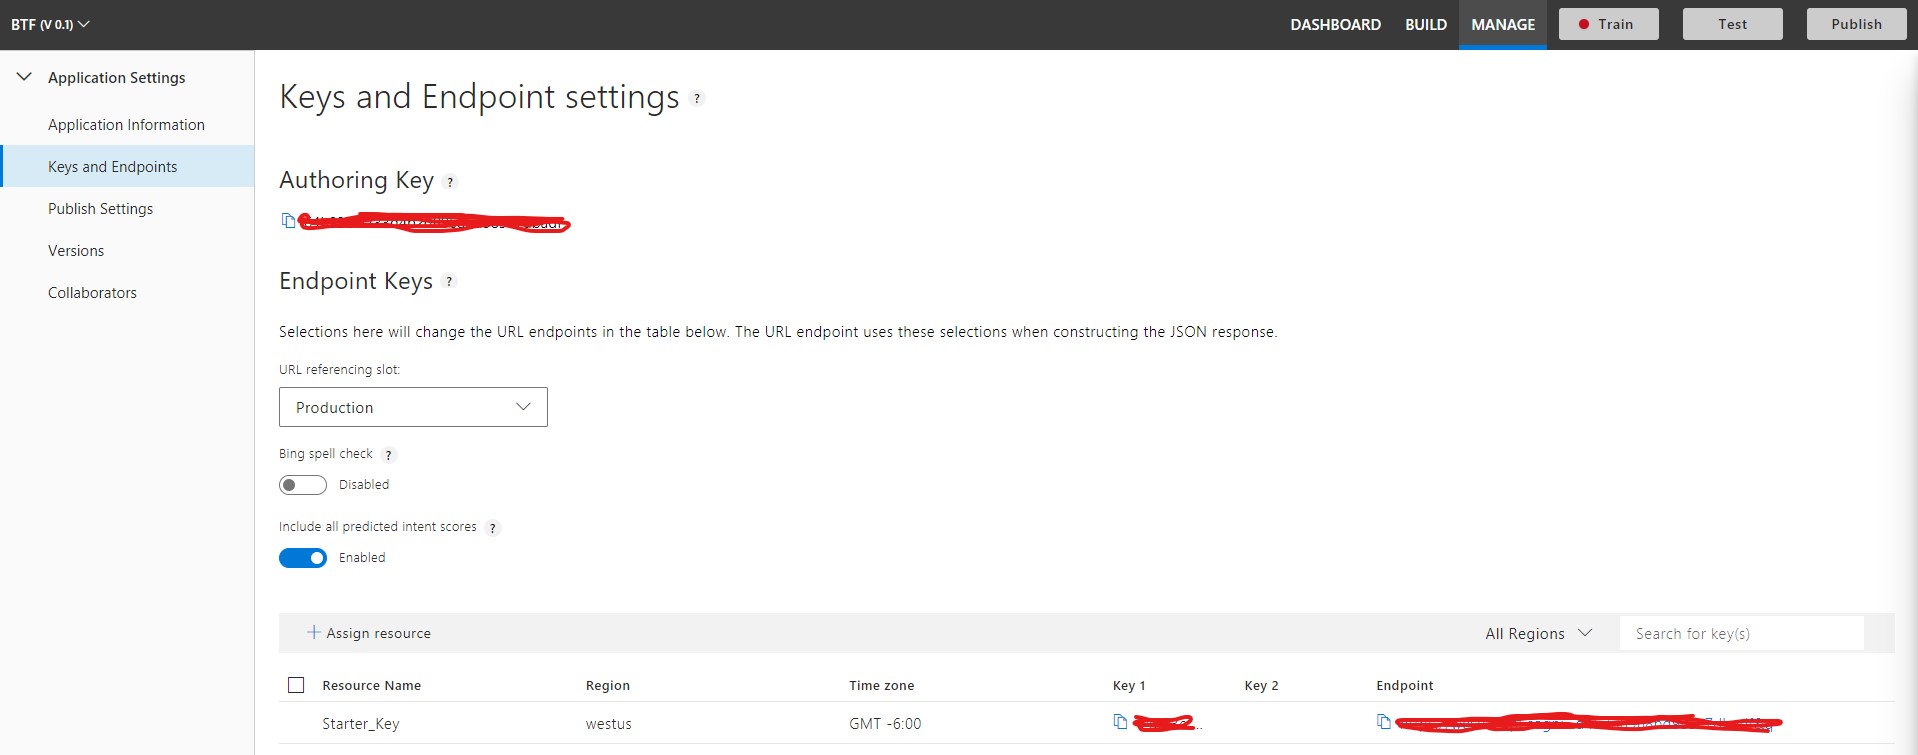 BTF (V 0.1)
DASHBOARD BUILD MANAGE Train Test Publish
Application Settings
Application Information
Keys and Endpoints
Publish Settings
Versions
Collaborators
Keys and Endpoint settings ?
Authoring Key ?
Endpoint Keys ?
Selections here will change the URL endpoints in the table below. The URL endpoint uses these selections when constructing the JSON response.
URL referencing slot:
Production
Bing spell check ?
Disabled
Include all predicted intent scores ?
Enabled
+ Assign resource All Regions Search for key(s)
Resource Name Region Time zone Key 1 Key 2 Endpoint
Starter_Key westus GMT -6:00